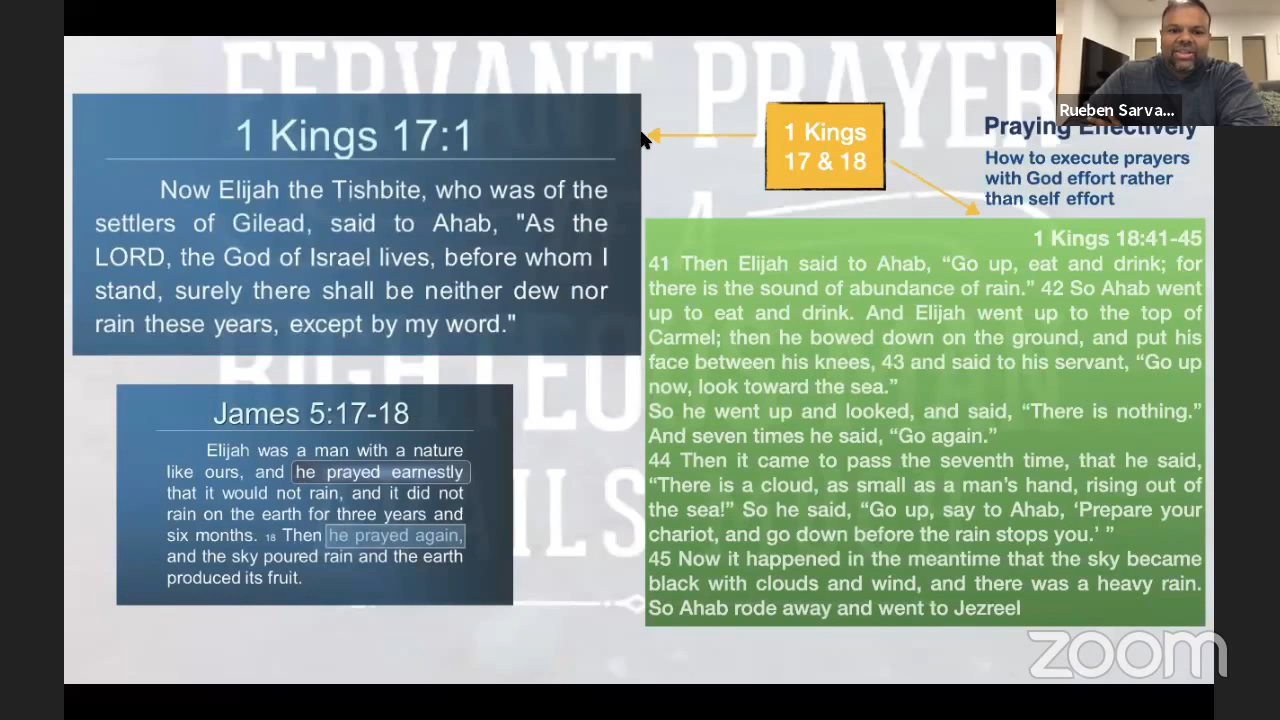 FERVANT PRAYER
1 Kings 17:1
Now Elijah the Tishbite, who was of the
settlers of Gilead, said to Ahab, "As the
LORD, the God of Israel lives, before whom I
stand, surely there shall be neither dew nor
rain these years, except by my word."
James 5:17-18
Elijah was a man with a nature
like ours, and he prayed earnestly
that it would not rain, and it did not
rain on the earth for three years and
six months. 18 Then he prayed again,
and the sky poured rain and the earth
produced its fruit.
1 Kings
17 & 18
Rueben Sarva...
Praying Effectively
How to execute prayers
with God effort rather
than self effort
1 Kings 18:41-45
41 Then Elijah said to Ahab, “Go up, eat and drink; for
there is the sound of abundance of rain.” 42 So Ahab went
up to eat and drink. And Elijah went up to the top of
Carmel; then he bowed down on the ground, and put his
face between his knees, 43 and said to his servant, “Go up
now, look toward the sea.”
So he went up and looked, and said, “There is nothing.”
And seven times he said, “Go again.”
44 Then it came to pass the seventh time, that he said,
“There is a cloud, as small as a man’s hand, rising out of
the sea!” So he said, “Go up, say to Ahab, ‘Prepare your
chariot, and go down before the rain stops you.’ ”
45 Now it happened in the meantime that the sky became
black with clouds and wind, and there was a heavy rain.
So Ahab rode away and went to Jezreel
zoom